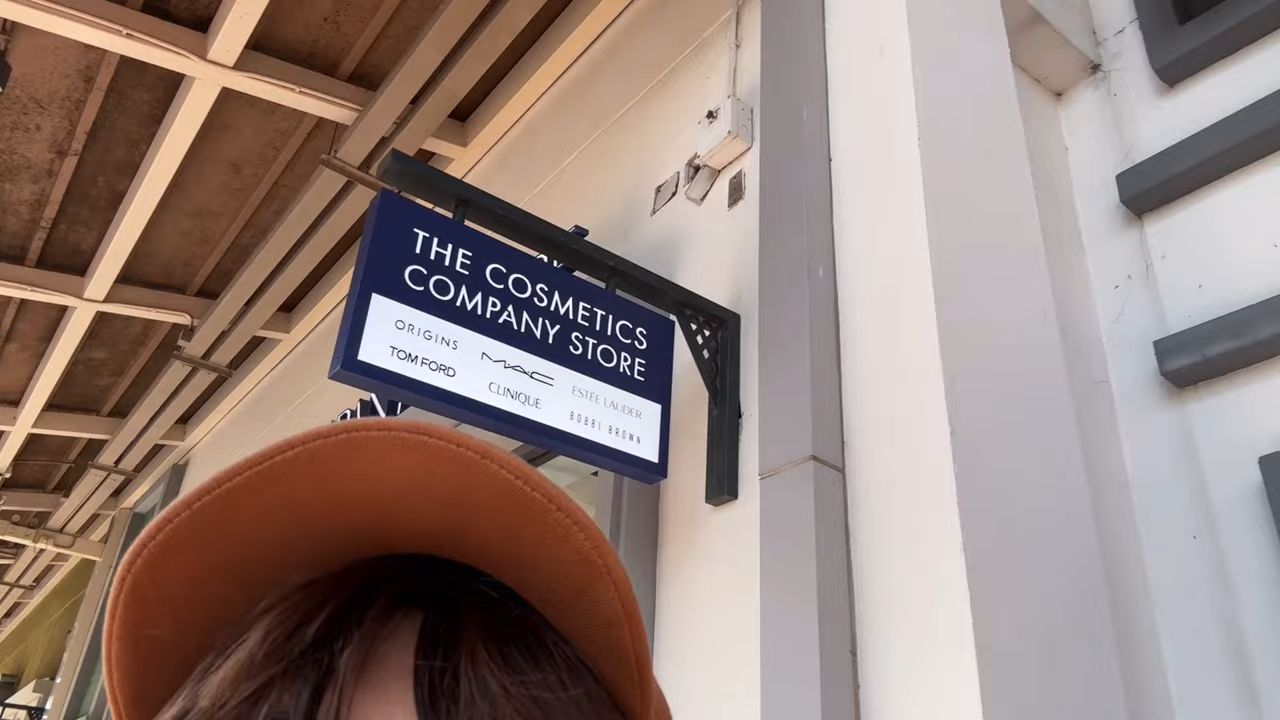 THE COSMETICS
COMPANY STORE
ORIGINS
MAC
ESTĒE LAUDER
TOM FORD
CLINIQUE
BOBBI BROWN